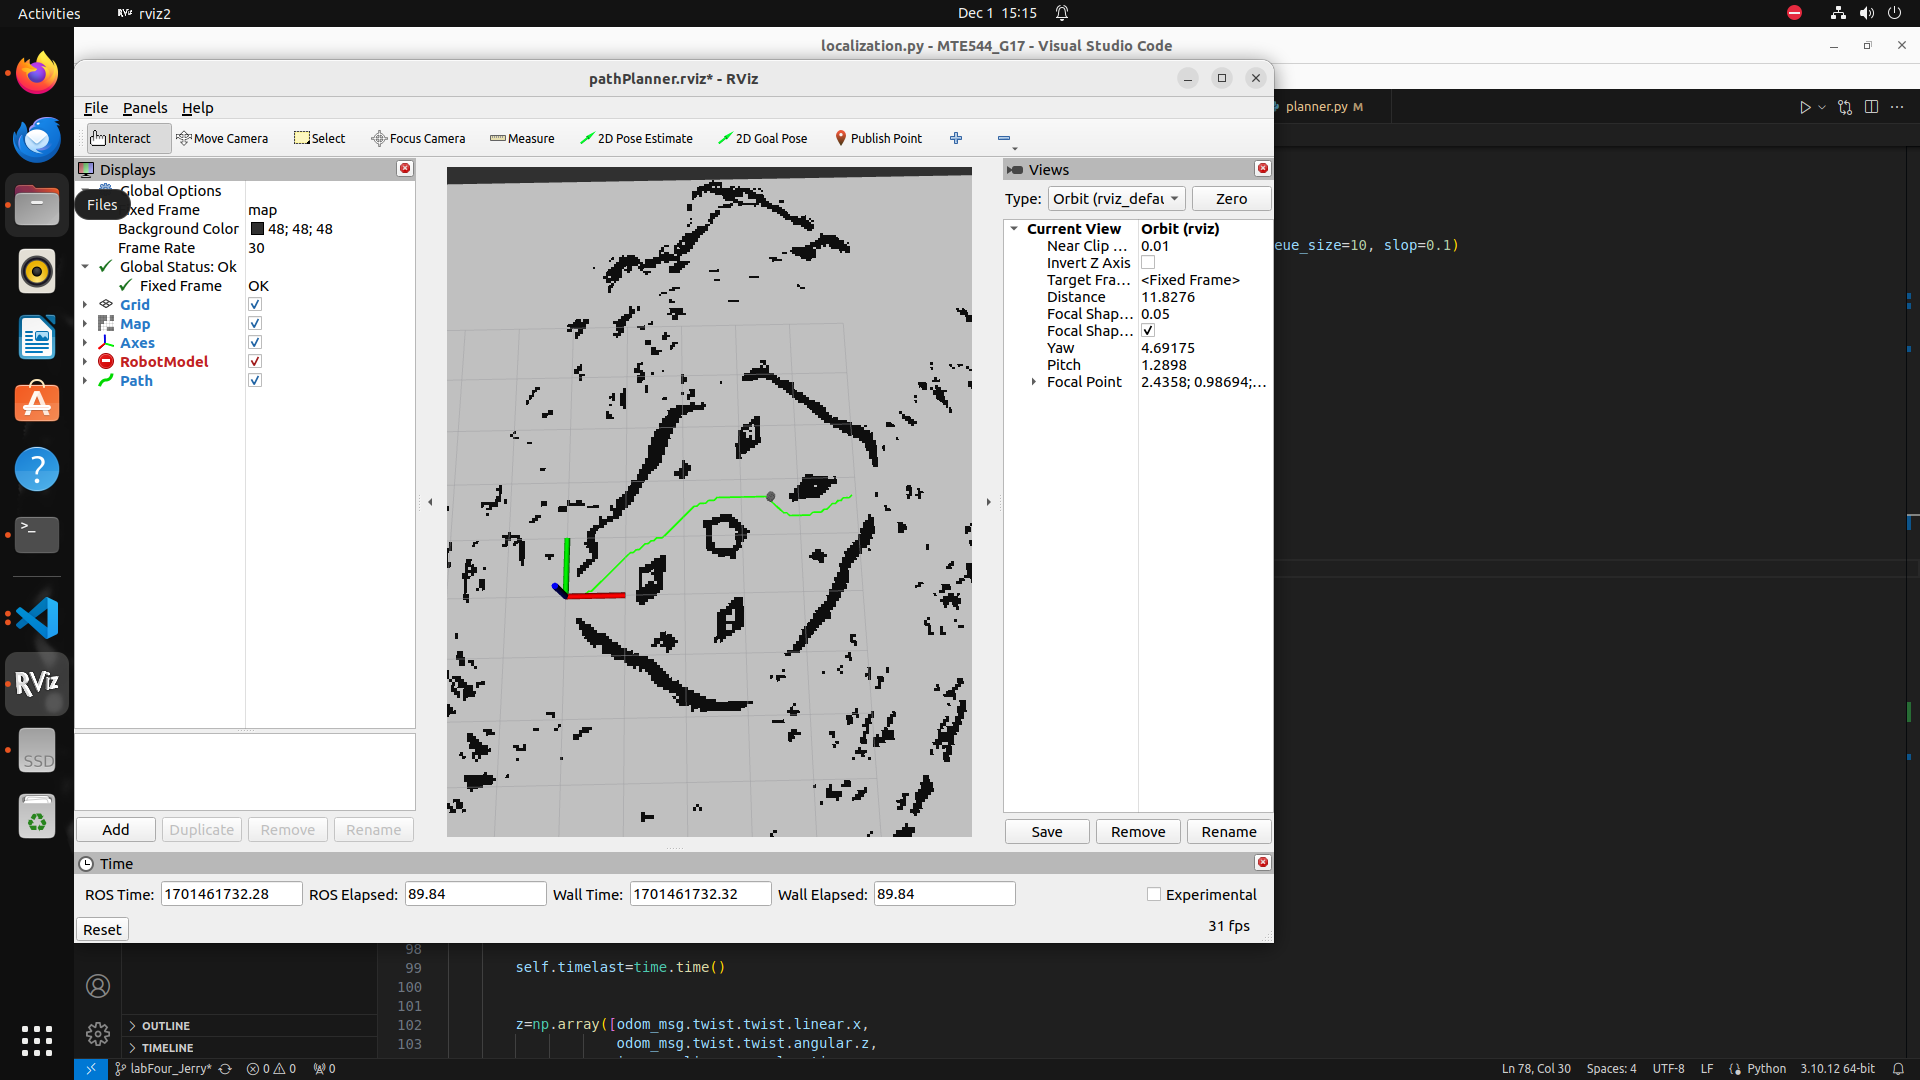 Activities
rviz2
Dec 1 15:15
localization.py - MTE544_G17 - Visual Studio Code
pathPlanner.rviz* - RViz
File Panels Help
planner.py M
Interact Move Camera Select Focus Camera Measure 2D Pose Estimate 2D Goal Pose Publish Point
Displays
Global Options
Fixed Frame map
Background Color 48; 48; 48
Frame Rate 30
Global Status: Ok
Fixed Frame OK
Grid
Map
Axes
RobotModel
Path
Files
Views
Type: Orbit (rviz_defau Zero
Current View Orbit (rviz)
Near Clip ... 0.01
Invert Z Axis
Target Fra... <Fixed Frame>
Distance 11.8276
Focal Shap... 0.05
Focal Shap...
Yaw 4.69175
Pitch 1.2898
Focal Point 2.4358; 0.98694;...
eue_size=10, slop=0.1)
Add Duplicate Remove Rename
Save Remove Rename
Time
ROS Time: 1701461732.28 ROS Elapsed: 89.84 Wall Time: 1701461732.32 Wall Elapsed: 89.84 Experimental
Reset
31 fps
RViz
SSD
98
99 self.timelast=time.time()
100
101
102 z=np.array([odom_msg.twist.twist.linear.x,
103 odom_msg.twist.twist.angular.z,
OUTLINE
TIMELINE
labFour_Jerry* 0 0 0
Ln 78, Col 30 Spaces: 4 UTF-8 LF Python 3.10.12 64-bit